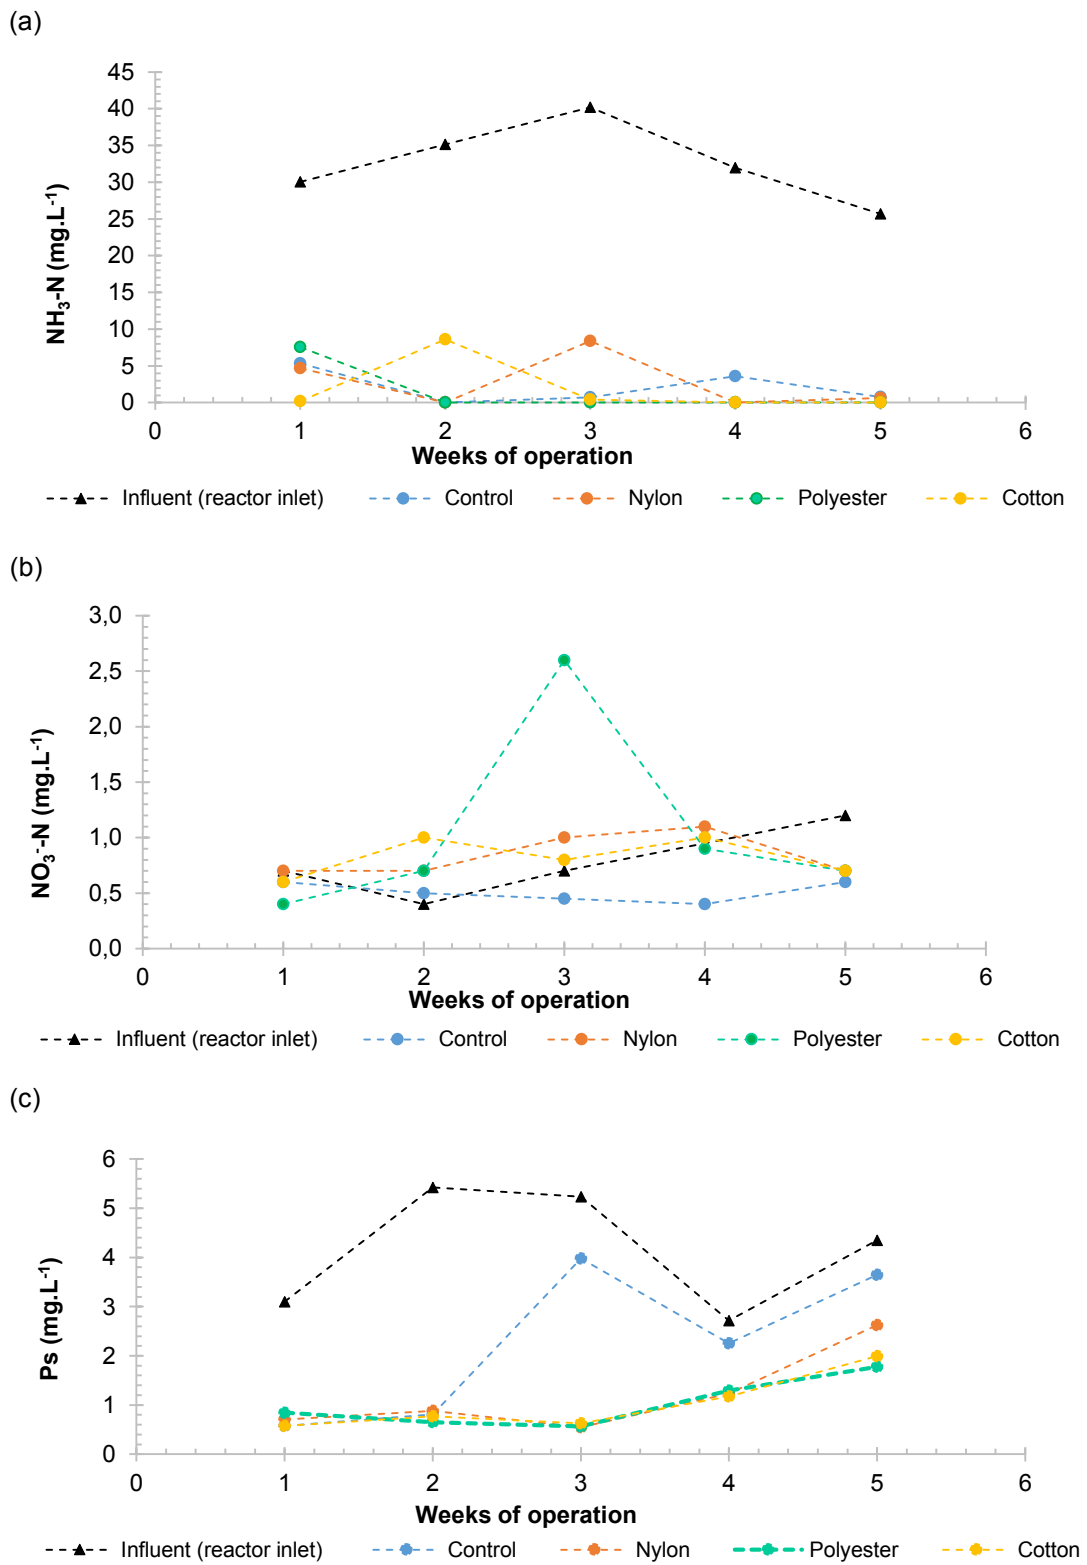 (a)
45
40
35
30
25
20
15
10
5
0
NH3-N (mg.L-1)
0 1 2 3 4 5 6
Weeks of operation
Influent (reactor inlet) Control Nylon Polyester Cotton
(b)
3,0
2,5
2,0
1,5
1,0
0,5
0,0
NO3--N (mg.L-1)
0 1 2 3 4 5 6
Weeks of operation
Influent (reactor inlet) Control Nylon Polyester Cotton
(c)
6
5
4
3
2
1
0
Ps (mg.L-1)
0 1 2 3 4 5 6
Weeks of operation
Influent (reactor inlet) Control Nylon Polyester Cotton